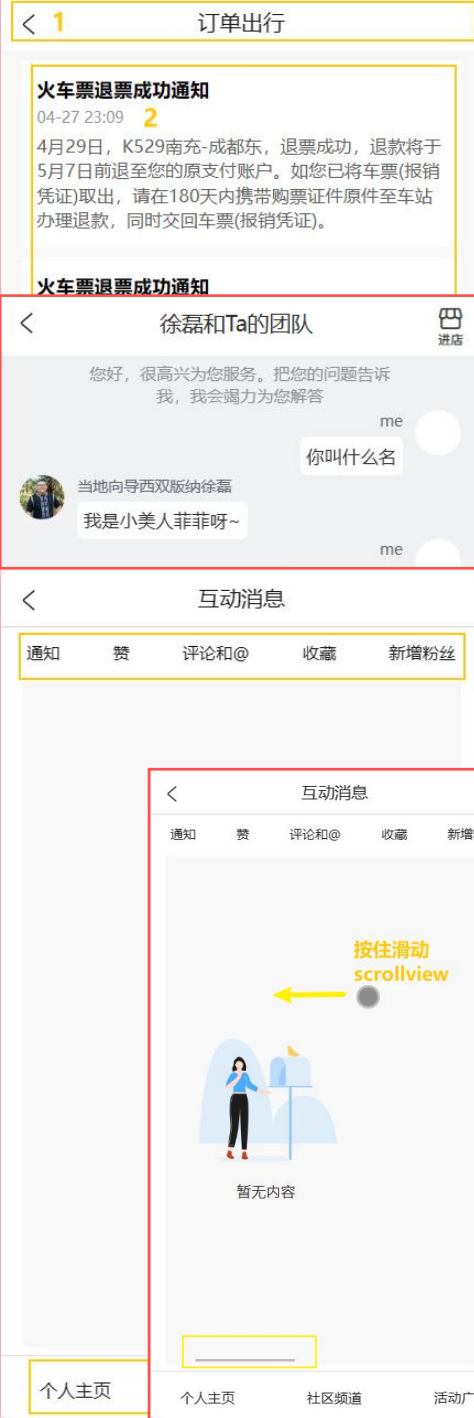 1
订单出行
火车票退票成功通知
04-27 23:09
2
4月29日，K529南充-成都东，退票成功，退款将于
5月7日前退至您的原支付账户。如您已将车票(报销
凭证)取出，请在180天内携带购票证件原件至车站
办理退款，同时交回车票(报销凭证)。
火车票退票成功通知
徐磊和Ta的团队
进店
您好，很高兴为您服务。把您的问题告诉
我，我会竭力为您解答
me
你叫什么名
当地向导西双版纳徐磊
我是小美人菲菲呀~
me
互动消息
通知 赞 评论和@ 收藏 新增粉丝
互动消息
通知 赞 评论和@ 收藏 新增
按住滑动
scrollview
暂无内容
个人主页
个人主页 社区频道 活动广